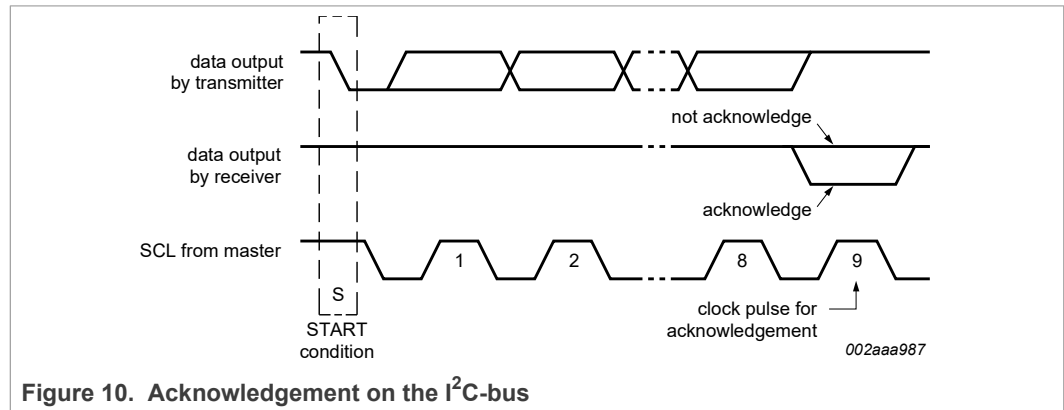 data output
by transmitter
not acknowledge
data output
by receiver
acknowledge
SCL from master
1
2
8
9
S
START
condition
clock pulse for
acknowledgement
002aaa987
Figure 10. Acknowledgement on the I²C-bus